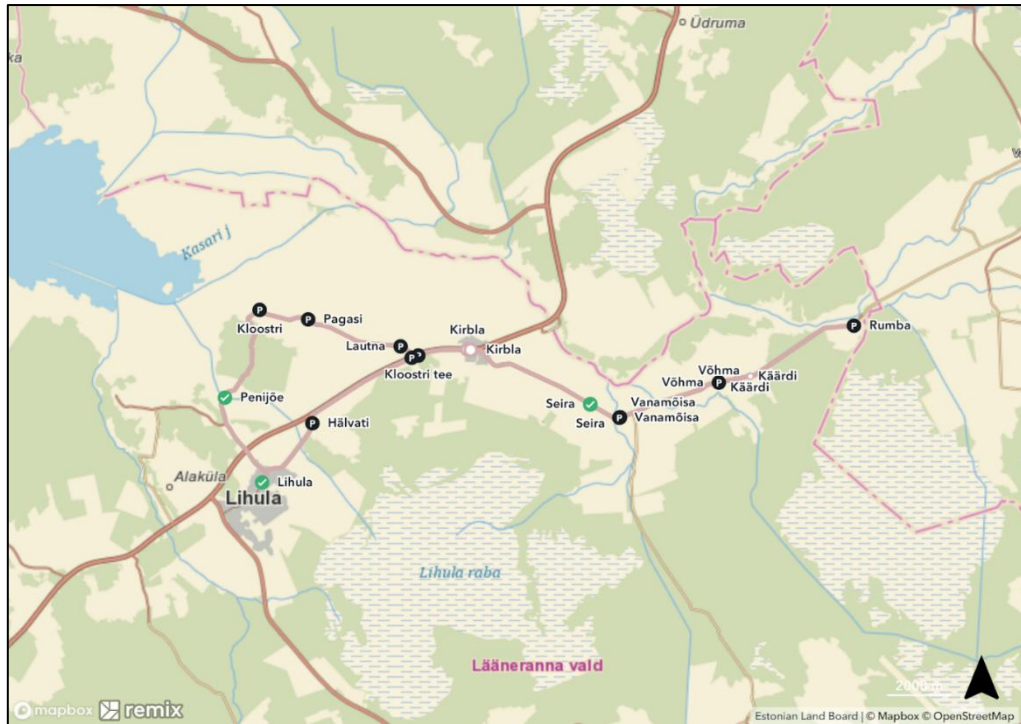 Üdruma
ka
Kasari j
Kloostri
Pagasi
Lautna
Kirbla
Kirbla
Kloostri tee
Rumba
Võhma
Võhma
Käärdi
Käärdi
Penijõe
Seira
Seira
Vanamõisa
Vanamõisa
Hälvati
Alaküla
Lihula
Lihula
Lihula raba
Lääneranna vald
mapbox remix
Estonian Land Board | © Mapbox © OpenStreetMap